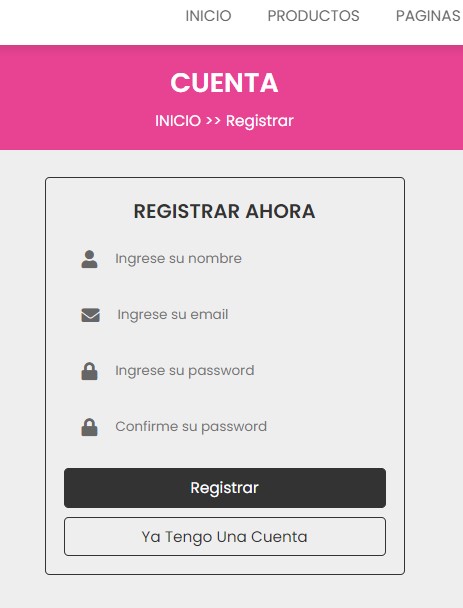 INICIO PRODUCTOS PAGINAS
CUENTA
INICIO >> Registrar
REGISTRAR AHORA
Ingrese su nombre
Ingrese su email
Ingrese su password
Confirme su password
Registrar
Ya Tengo Una Cuenta